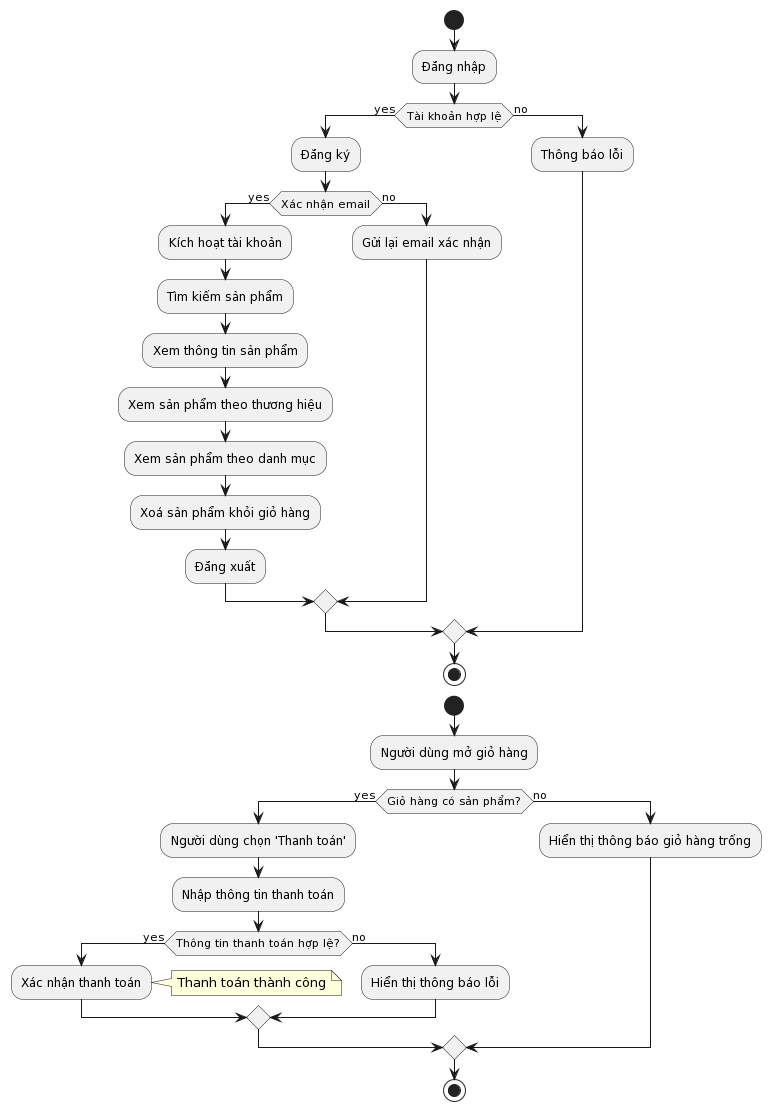 Đăng nhập
yes
Tài khoản hợp lệ
no
Đăng ký
Thông báo lỗi
yes
Xác nhận email
no
Kích hoạt tài khoản
Gửi lại email xác nhận
Tìm kiếm sản phẩm
Xem thông tin sản phẩm
Xem sản phẩm theo thương hiệu
Xem sản phẩm theo danh mục
Xoá sản phẩm khỏi giỏ hàng
Đăng xuất
Người dùng mở giỏ hàng
yes
Giỏ hàng có sản phẩm?
no
Người dùng chọn 'Thanh toán'
Hiển thị thông báo giỏ hàng trống
Nhập thông tin thanh toán
yes
Thông tin thanh toán hợp lệ?
no
Xác nhận thanh toán
Thanh toán thành công
Hiển thị thông báo lỗi